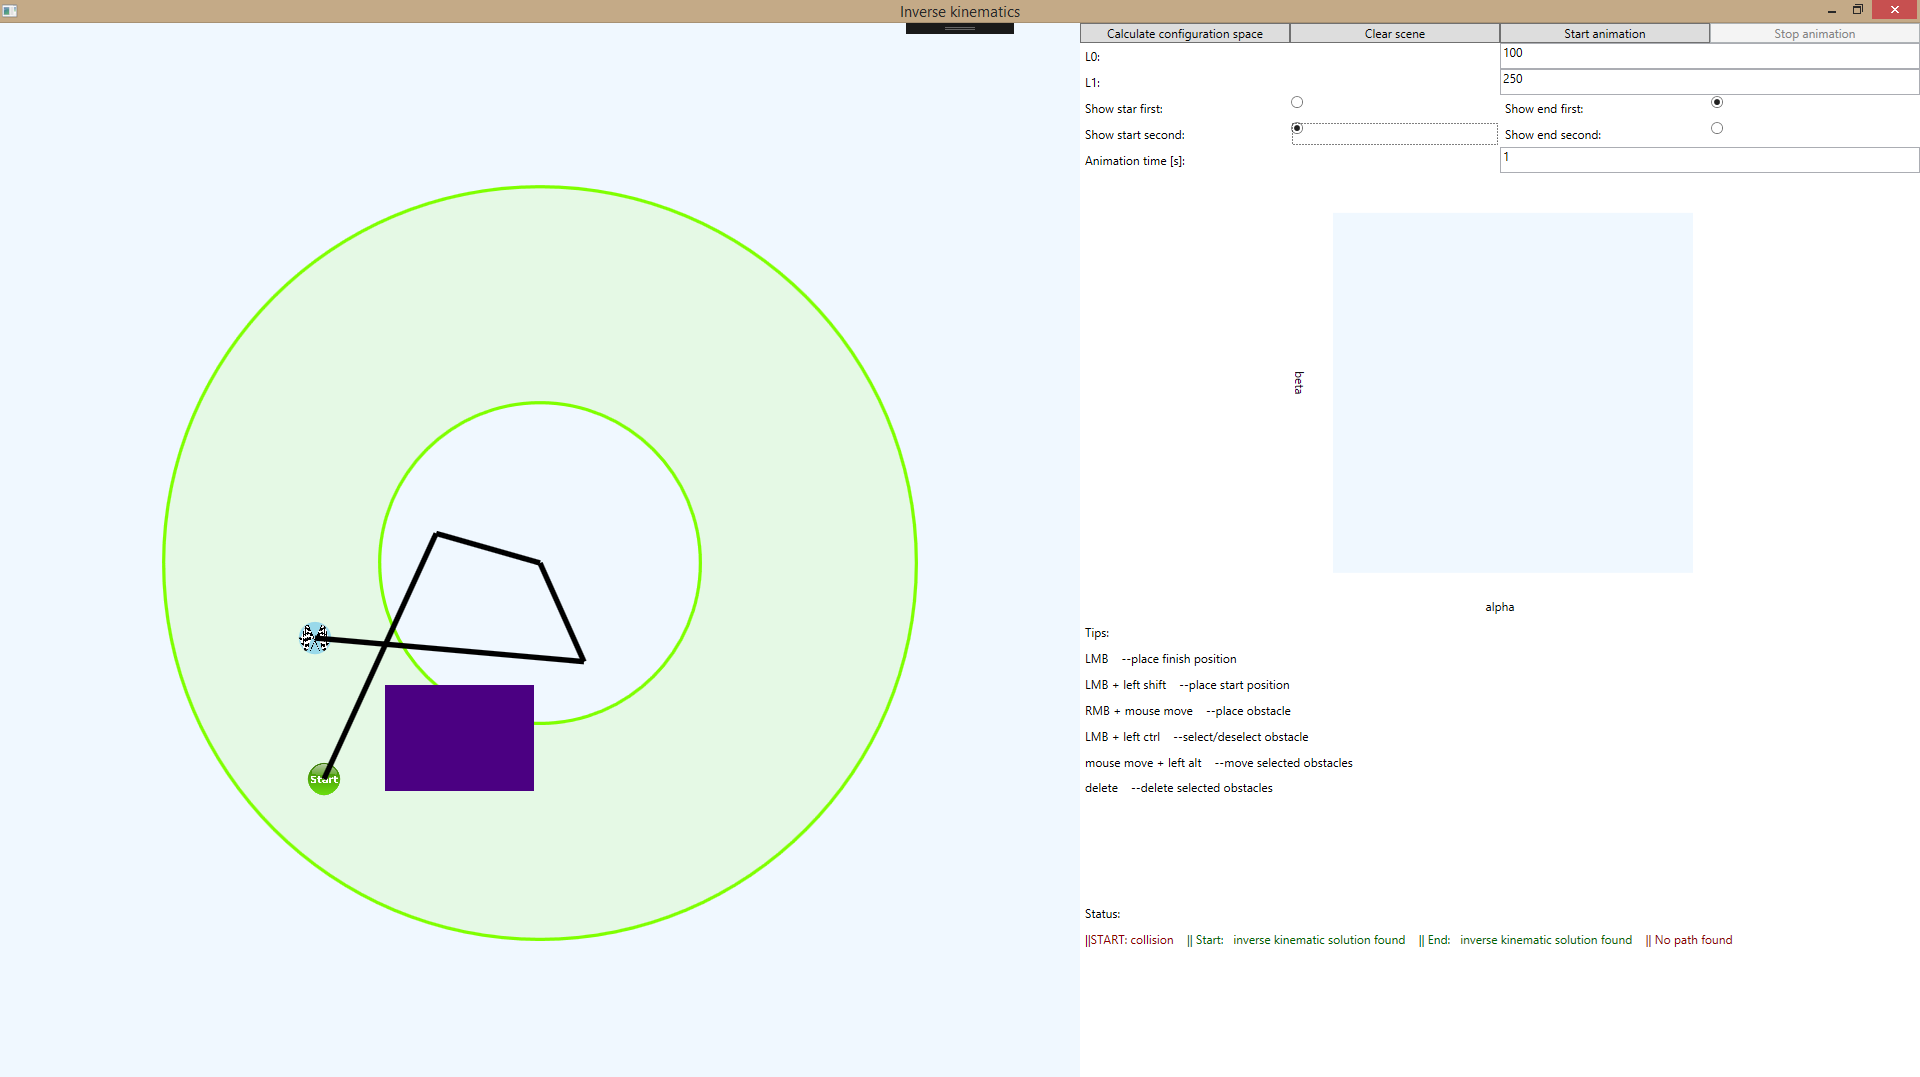 Inverse kinematics
Calculate configuration space
Clear scene
Start animation
Stop animation
L0:
100
L1:
250
Show star first:
Show end first:
Show start second:
Show end second:
Animation time [s]:
1
beta
alpha
Start
Tips:
LMB --place finish position
LMB + left shift --place start position
RMB + mouse move --place obstacle
LMB + left ctrl --select/deselect obstacle
mouse move + left alt --move selected obstacles
delete --delete selected obstacles
Status:
||START: collision || Start: inverse kinematic solution found || End: inverse kinematic solution found || No path found